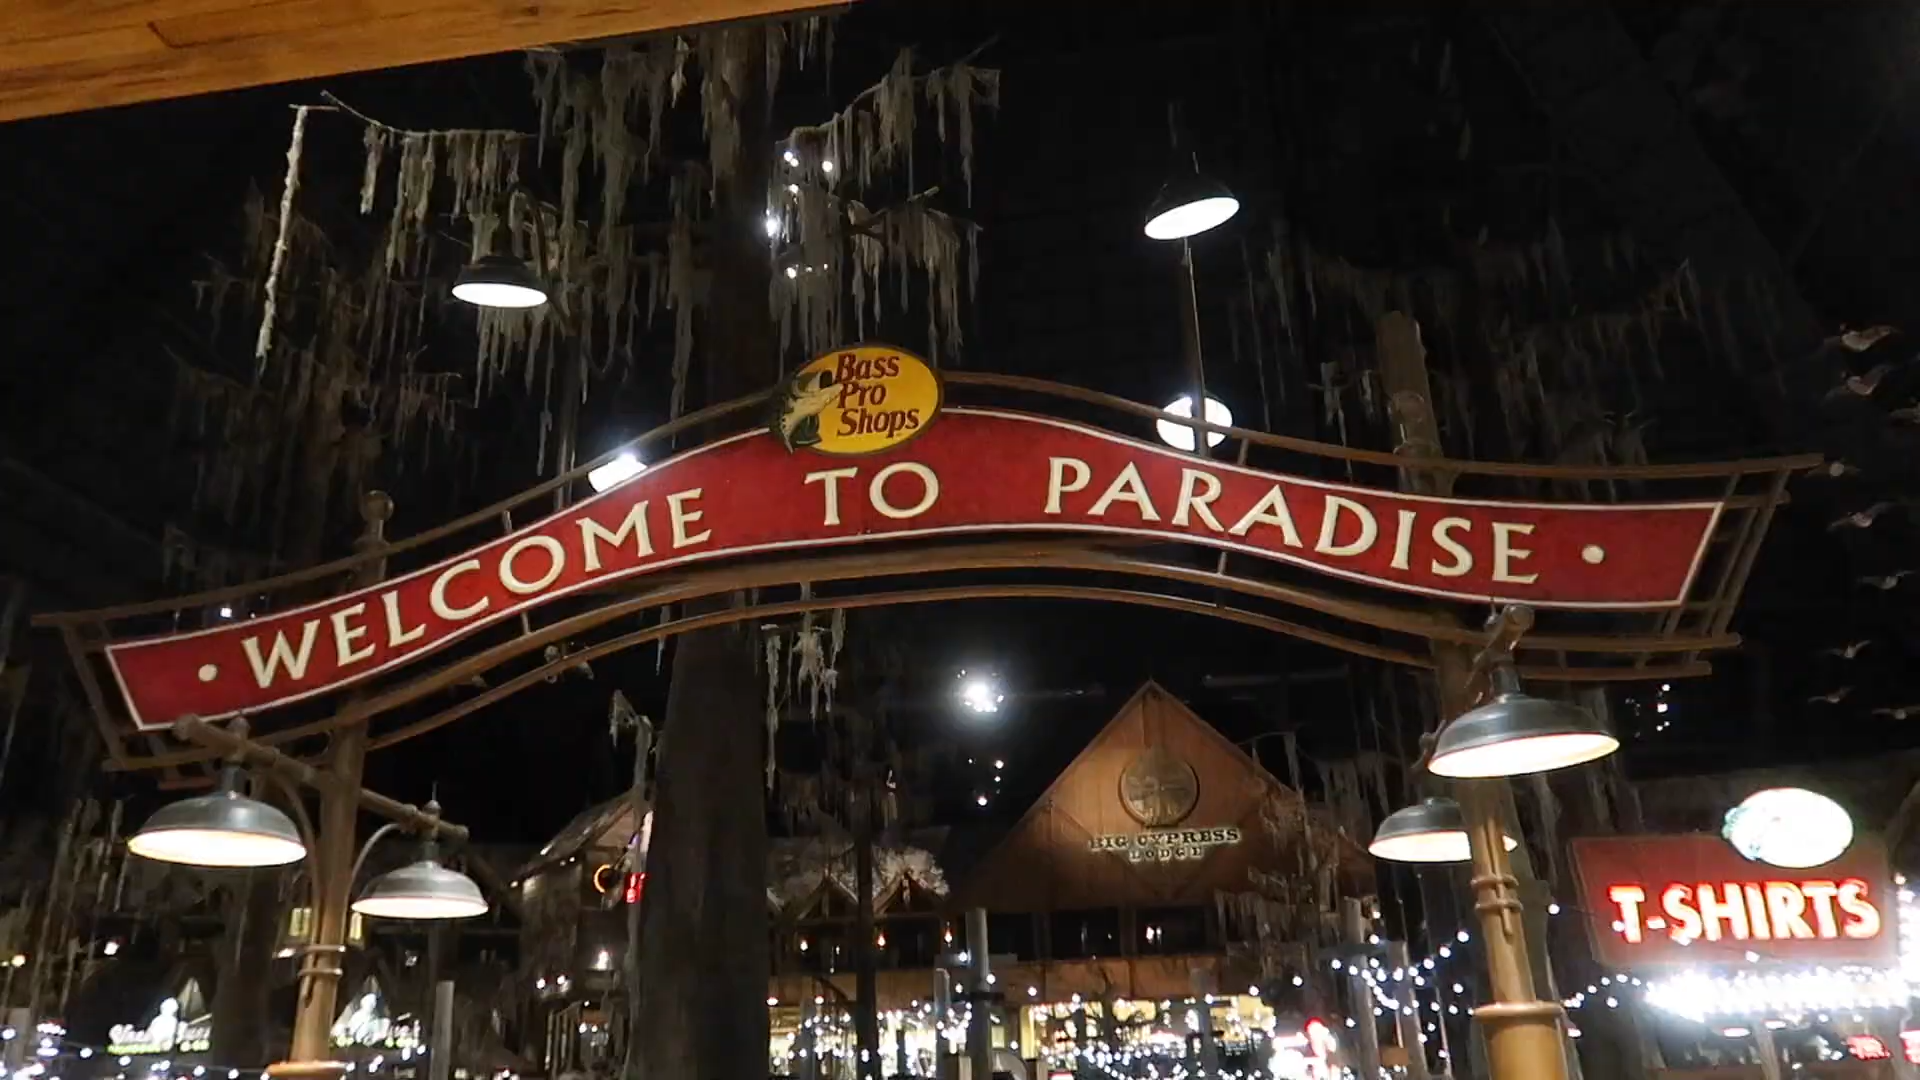 Bass
Pro
Shops
WELCOME TO PARADISE
BIG CYPRESS
LODGE
T-SHIRTS